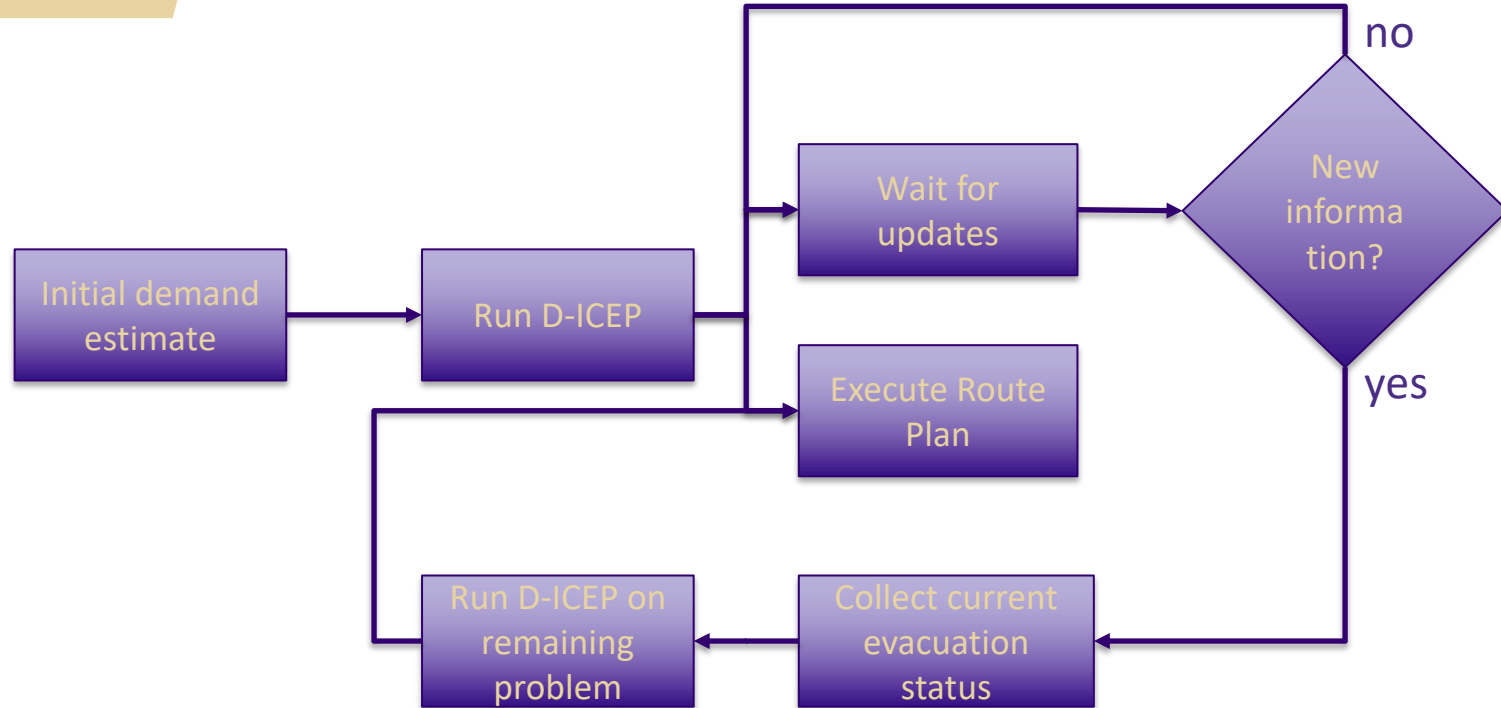 no
Wait for
updates
New
informa
tion?
Initial demand
estimate
Run D-ICEP
Execute Route
Plan
yes
Run D-ICEP on
remaining
problem
Collect current
evacuation
status